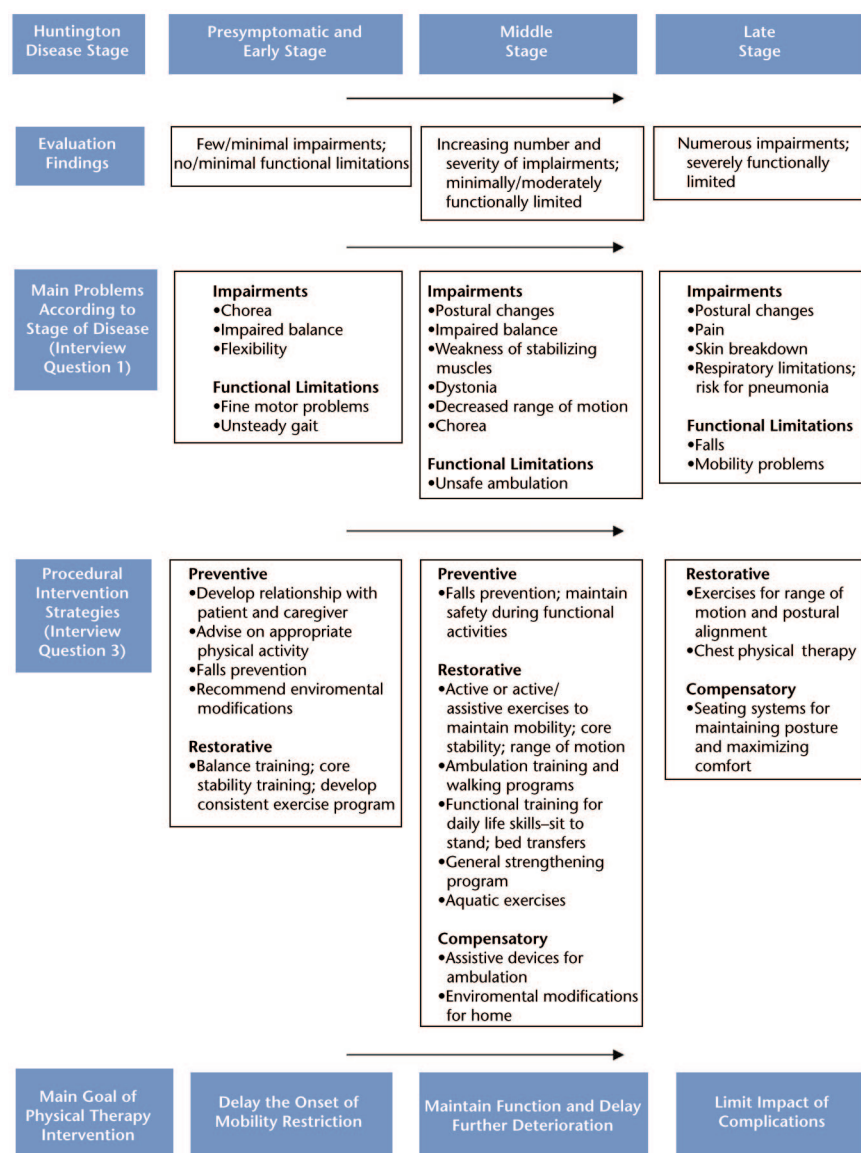 Huntington
Disease Stage
Presymptomatic and
Early Stage
Middle
Stage
Late
Stage
Evaluation
Findings
Few/minimal impairments;
no/minimal functional limitations
Increasing number and
severity of implairments;
minimally/moderately
functionally limited
Numerous impairments;
severely functionally
limited
Main Problems
According to
Stage of Disease
(Interview
Question 1)
Impairments
•Chorea
•Impaired balance
•Flexibility
Functional Limitations
•Fine motor problems
•Unsteady gait
Impairments
•Postural changes
•Impaired balance
•Weakness of stabilizing
muscles
•Dystonia
•Decreased range of motion
•Chorea
Functional Limitations
•Unsafe ambulation
Impairments
•Postural changes
•Pain
•Skin breakdown
•Respiratory limitations;
risk for pneumonia
Functional Limitations
•Falls
•Mobility problems
Procedural
Intervention
Strategies
(Interview
Question 3)
Preventive
•Develop relationship with
patient and caregiver
•Advise on appropriate
physical activity
•Falls prevention
•Recommend enviromental
modifications
Restorative
•Balance training; core
stability training; develop
consistent exercise program
Preventive
•Falls prevention; maintain
safety during functional
activities
Restorative
•Active or active/
assistive exercises to
maintain mobility; core
stability; range of motion
•Ambulation training and
walking programs
•Functional training for
daily life skills–sit to
stand; bed transfers
•General strengthening
program
•Aquatic exercises
Compensatory
•Assistive devices for
ambulation
•Enviromental modifications
for home
Restorative
•Exercises for range of
motion and postural
alignment
•Chest physical therapy
Compensatory
•Seating systems for
maintaining posture
and maximizing
comfort
Main Goal of
Physical Therapy
Intervention
Delay the Onset of
Mobility Restriction
Maintain Function and Delay
Further Deterioration
Limit Impact of
Complications